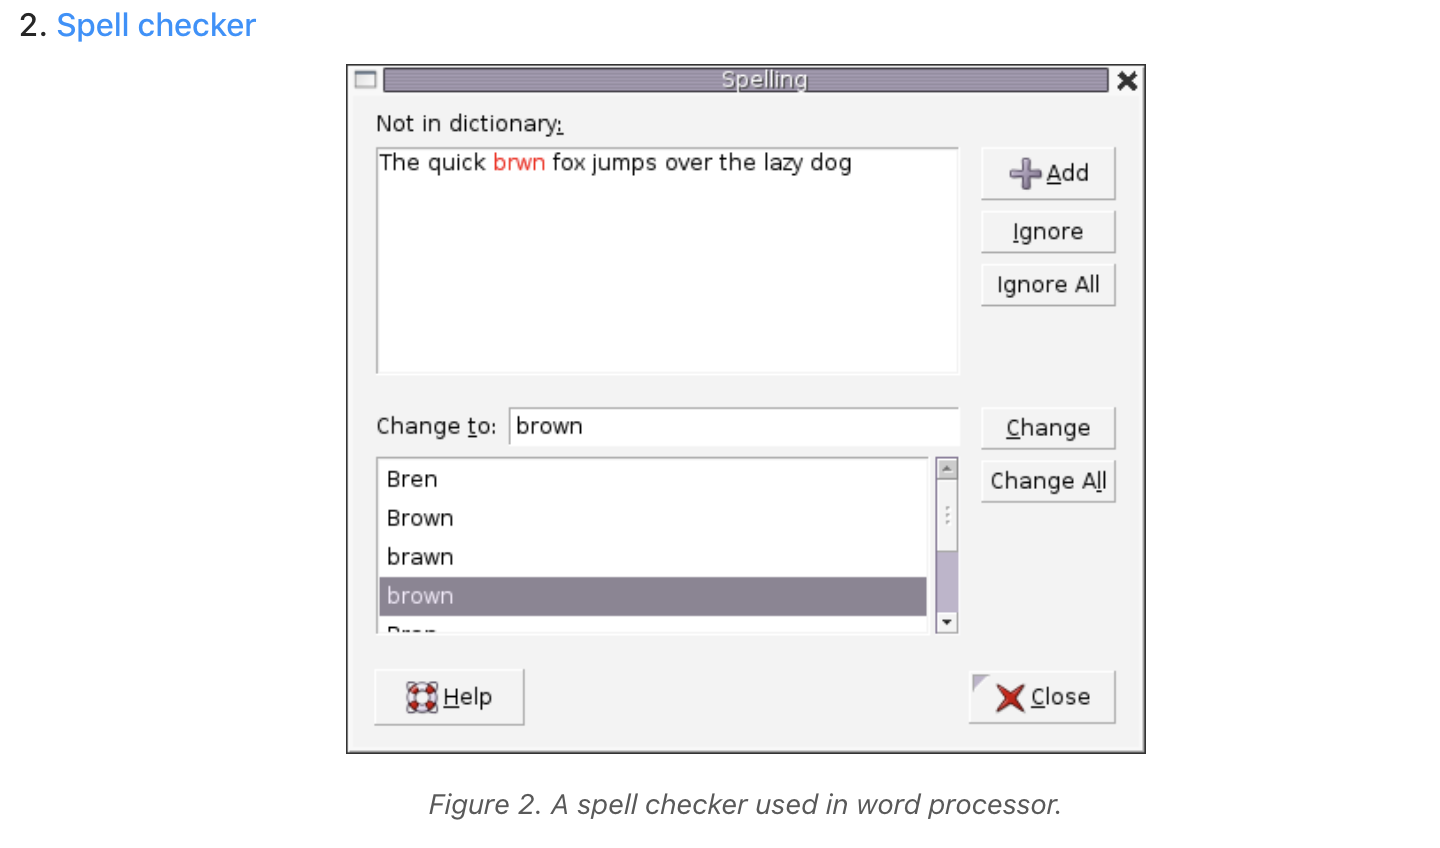 2. Spell checker
Spelling
Not in dictionary:
The quick brwn fox jumps over the lazy dog
Add
Ignore
Ignore All
Change to: brown
Change
Change All
Bren
Brown
brawn
brown
Help
Close
Figure 2. A spell checker used in word processor.